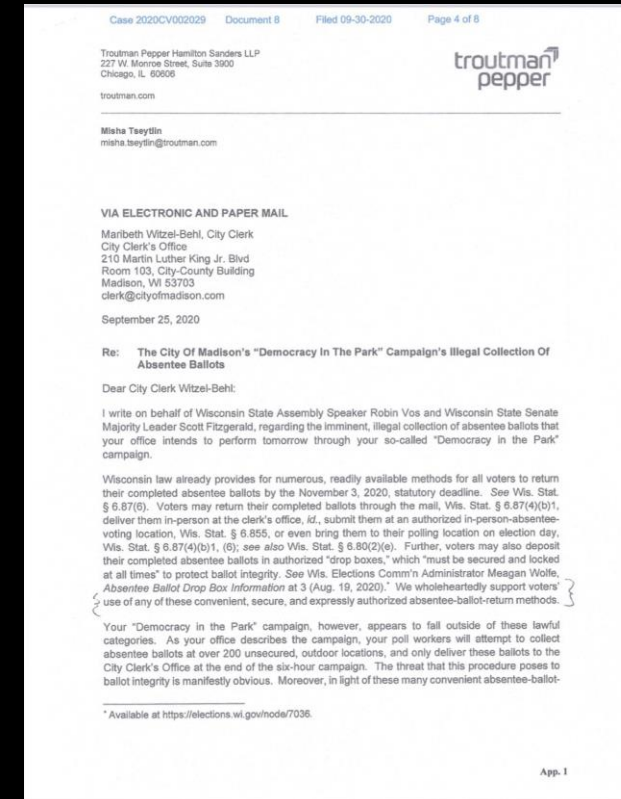 Case 2020CV002029 Document 8 Filed 09-30-2020 Page 4 of 8
Troutman Pepper Hamilton Sanders LLP
227 W. Monroe Street, Suite 3900
Chicago, IL 60606
troutman.com
troutman
pepper
Misha Tseytlin
misha.tseytlin@troutman.com
VIA ELECTRONIC AND PAPER MAIL
Maribeth Witzel-Behl, City Clerk
City Clerk's Office
210 Martin Luther King Jr. Blvd
Room 103, City-County Building
Madison, WI 53703
clerk@cityofmadison.com
September 25, 2020
Re: The City Of Madison's "Democracy In The Park" Campaign's Illegal Collection Of
Absentee Ballots
Dear City Clerk Witzel-Behl:
I write on behalf of Wisconsin State Assembly Speaker Robin Vos and Wisconsin State Senate
Majority Leader Scott Fitzgerald, regarding the imminent, illegal collection of absentee ballots that
your office intends to perform tomorrow through your so-called "Democracy in the Park"
campaign.
Wisconsin law already provides for numerous, readily available methods for all voters to return
their completed absentee ballots by the November 3, 2020, statutory deadline. See Wis. Stat.
§ 6.87(6). Voters may return their completed ballots through the mail, Wis. Stat. § 6.87(4)(b)1,
deliver them in-person at the clerk's office, id., submit them at an authorized in-person-absentee-
voting location, Wis. Stat. § 6.855, or even bring them to their polling location on election day,
Wis. Stat. § 6.87(4)(b)1, (6); see also Wis. Stat. § 6.80(2)(e). Further, voters may also deposit
their completed absentee ballots in authorized "drop boxes," which "must be secured and locked
at all times" to protect ballot integrity. See Wis. Elections Comm'n Administrator Meagan Wolfe,
Absentee Ballot Drop Box Information at 3 (Aug. 19, 2020).* We wholeheartedly support voters'
use of any of these convenient, secure, and expressly authorized absentee-ballot-return methods.
Your "Democracy in the Park" campaign, however, appears to fall outside of these lawful
categories. As your office describes the campaign, your poll workers will attempt to collect
absentee ballots at over 200 unsecured, outdoor locations, and only deliver these ballots to the
City Clerk's Office at the end of the six-hour campaign. The threat that this procedure poses to
ballot integrity is manifestly obvious. Moreover, in light of these many convenient absentee-ballot-
* Available at https://elections.wi.gov/node/7036.
App. 1